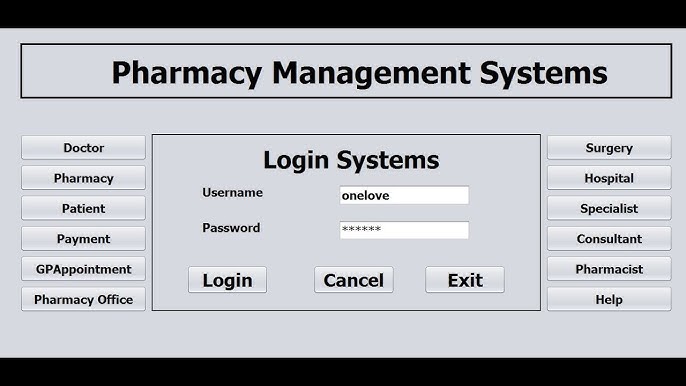 Pharmacy Management Systems
Doctor
Pharmacy
Patient
Payment
GPAppointment
Pharmacy Office
Login Systems
Username
onelove
Password
******
Login
Cancel
Exit
Surgery
Hospital
Specialist
Consultant
Pharmacist
Help